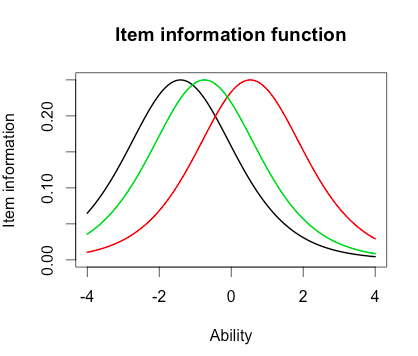 Item information function
Item information
0.20
0.10
0.00
-4 -2 0 2 4
Ability